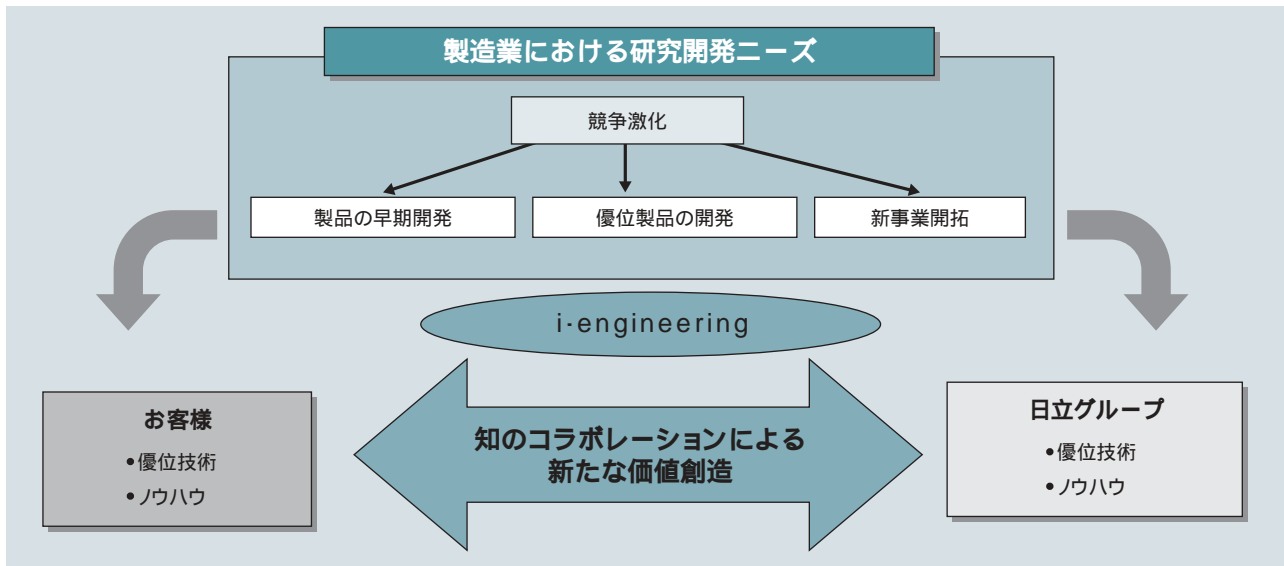 製造業における研究開発ニーズ
競争激化
製品の早期開発
優位製品の開発
新事業開拓
i-engineering
お客様
•優位技術
•ノウハウ
知のコラボレーションによる
新たな価値創造
日立グループ
•優位技術
•ノウハウ